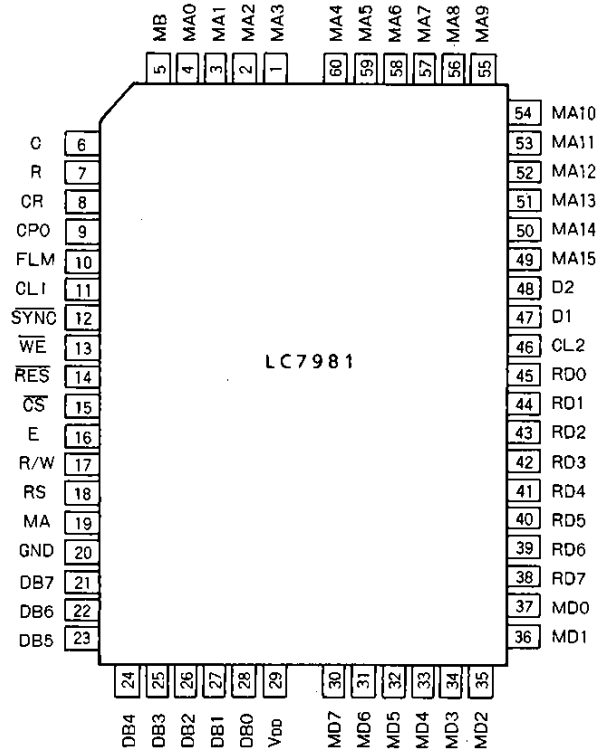 MB MA0 MA1 MA2 MA3 MA4 MA5 MA6 MA7 MA8 MA9
5 4 3 2 1 60 59 58 57 56 55
54 MA10
C 6 53 MA11
R 7 52 MA12
CR 8 51 MA13
CPO 9 50 MA14
FLM 10 49 MA15
CL1 11 48 D2
SYNC 12 47 D1
WE 13 46 CL2
LC7981
RES 14 45 RD0
CS 15 44 RD1
E 16 43 RD2
R/W 17 42 RD3
RS 18 41 RD4
MA 19 40 RD5
GND 20 39 RD6
DB7 21 38 RD7
DB6 22 37 MD0
DB5 23 36 MD1
24 25 26 27 28 29 30 31 32 33 34 35
DB4 DB3 DB2 DB1 DB0 VDD MD7 MD6 MD5 MD4 MD3 MD2